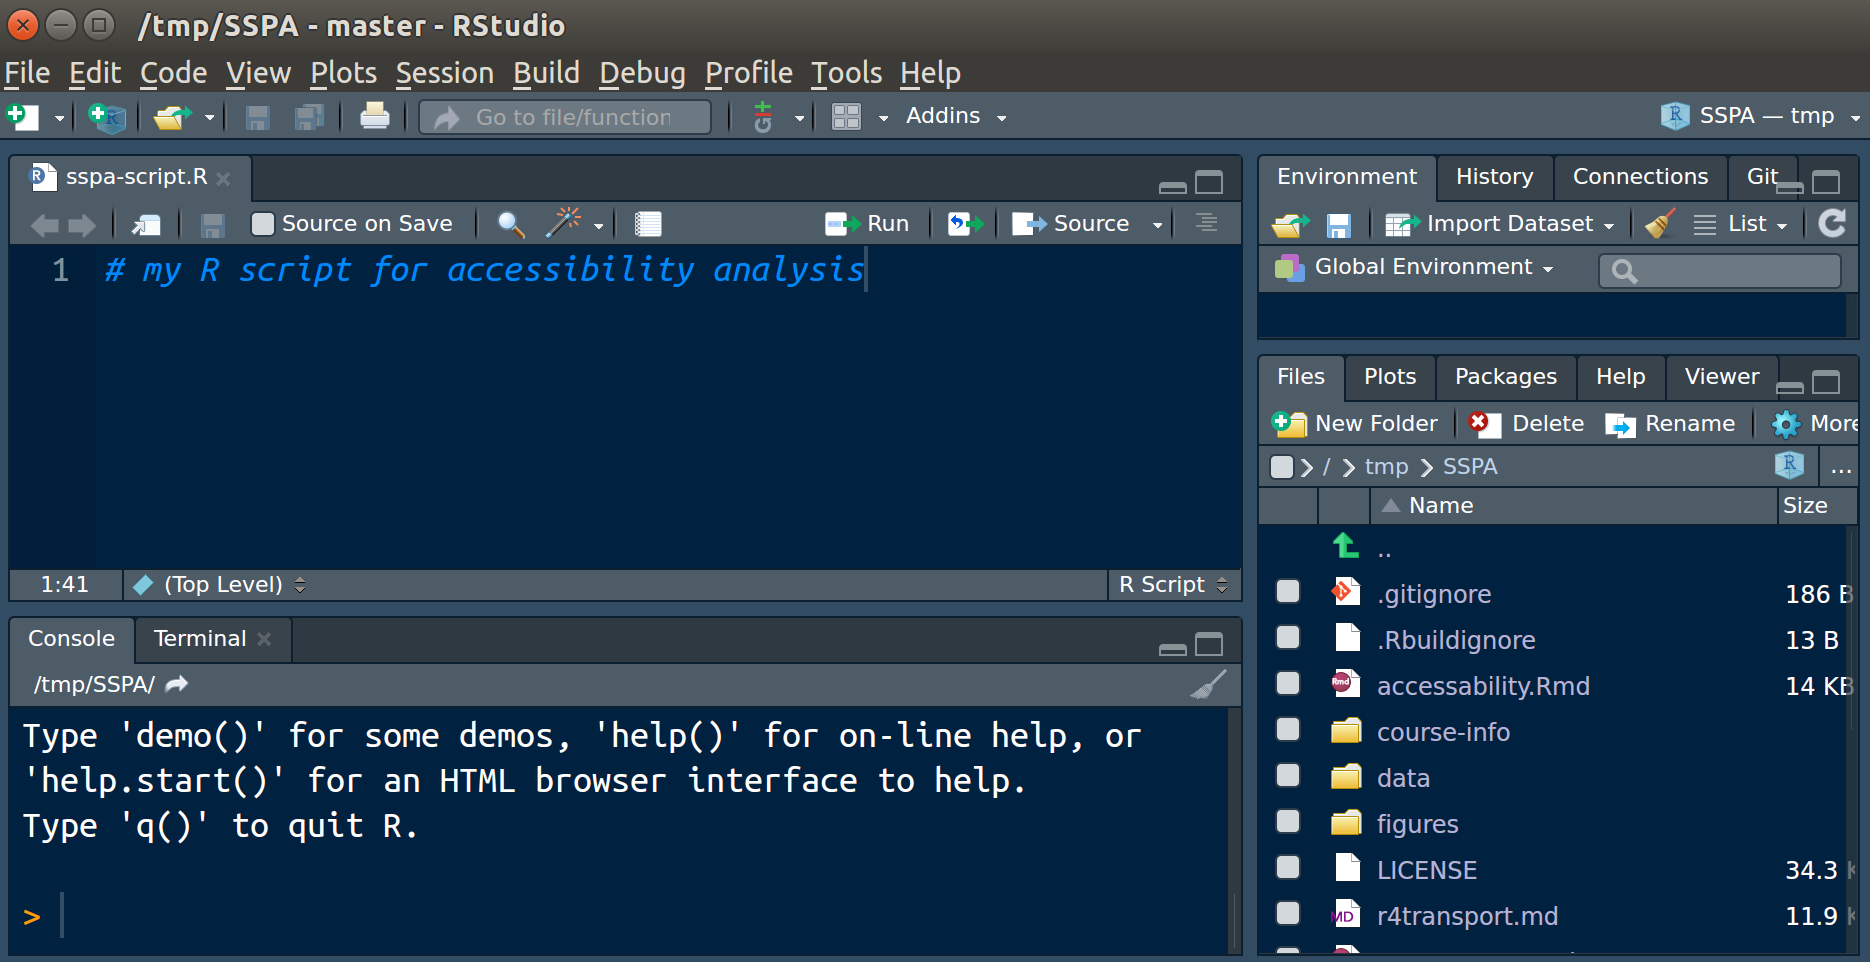 /tmp/SSPA - master - RStudio
File Edit Code View Plots Session Build Debug Profile Tools Help
Go to file/function Git Addins SSPA — tmp
sspa-script.R
Source on Save Run Source
1 # my R script for accessibility analysis
1:41 (Top Level) R Script
Console Terminal
/tmp/SSPA/
Type 'demo()' for some demos, 'help()' for on-line help, or
'help.start()' for an HTML browser interface to help.
Type 'q()' to quit R.
>
Environment History Connections Git
Import Dataset List
Global Environment
Files Plots Packages Help Viewer
New Folder Delete Rename More
/ tmp SSPA R ...
Name Size
..
.gitignore 186 B
.Rbuildignore 13 B
accessability.Rmd 14 KB
course-info
data
figures
LICENSE 34.3 K
r4transport.md 11.9 K